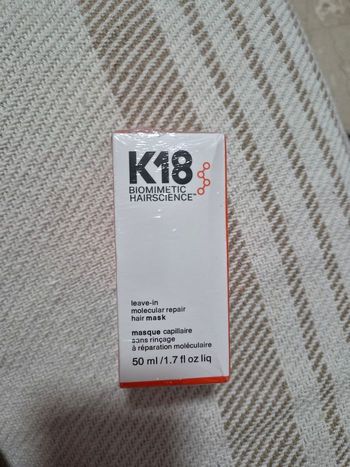 K18
BIOMIMETIC
HAIRSCIENCE™
leave-in
molecular repair
hair mask
masque capillaire
sans rinçage
à réparation moléculaire
50 ml/1.7 fl oz liq